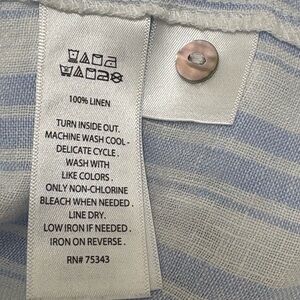 100% LINEN
TURN INSIDE OUT.
MACHINE WASH COOL -
DELICATE CYCLE .
WASH WITH
LIKE COLORS .
ONLY NON-CHLORINE
BLEACH WHEN NEEDED .
LINE DRY.
LOW IRON IF NEEDED .
IRON ON REVERSE .
RN# 75343